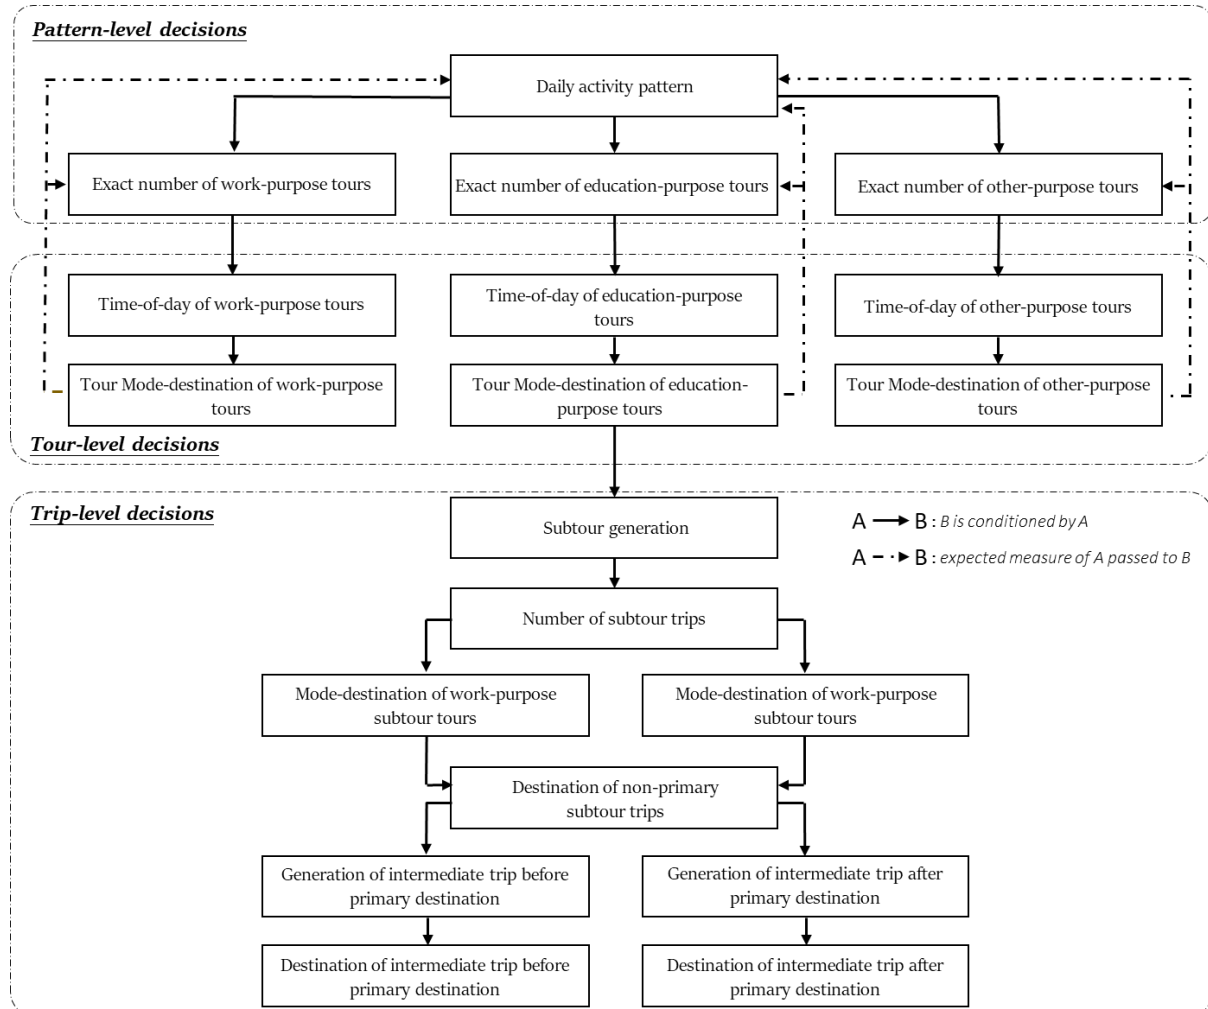 Pattern-level decisions
Daily activity pattern
Exact number of work-purpose tours
Exact number of education-purpose tours
Exact number of other-purpose tours
Time-of-day of work-purpose tours
Time-of-day of education-purpose
tours
Time-of-day of other-purpose tours
Tour Mode-destination of work-purpose
tours
Tour Mode-destination of education-
purpose tours
Tour Mode-destination of other-purpose
tours
Tour-level decisions
Trip-level decisions
A B : B is conditioned by A
A B : expected measure of A passed to B
Subtour generation
Number of subtour trips
Mode-destination of work-purpose
subtour tours
Mode-destination of work-purpose
subtour tours
Destination of non-primary
subtour trips
Generation of intermediate trip before
primary destination
Generation of intermediate trip after
primary destination
Destination of intermediate trip before
primary destination
Destination of intermediate trip after
primary destination